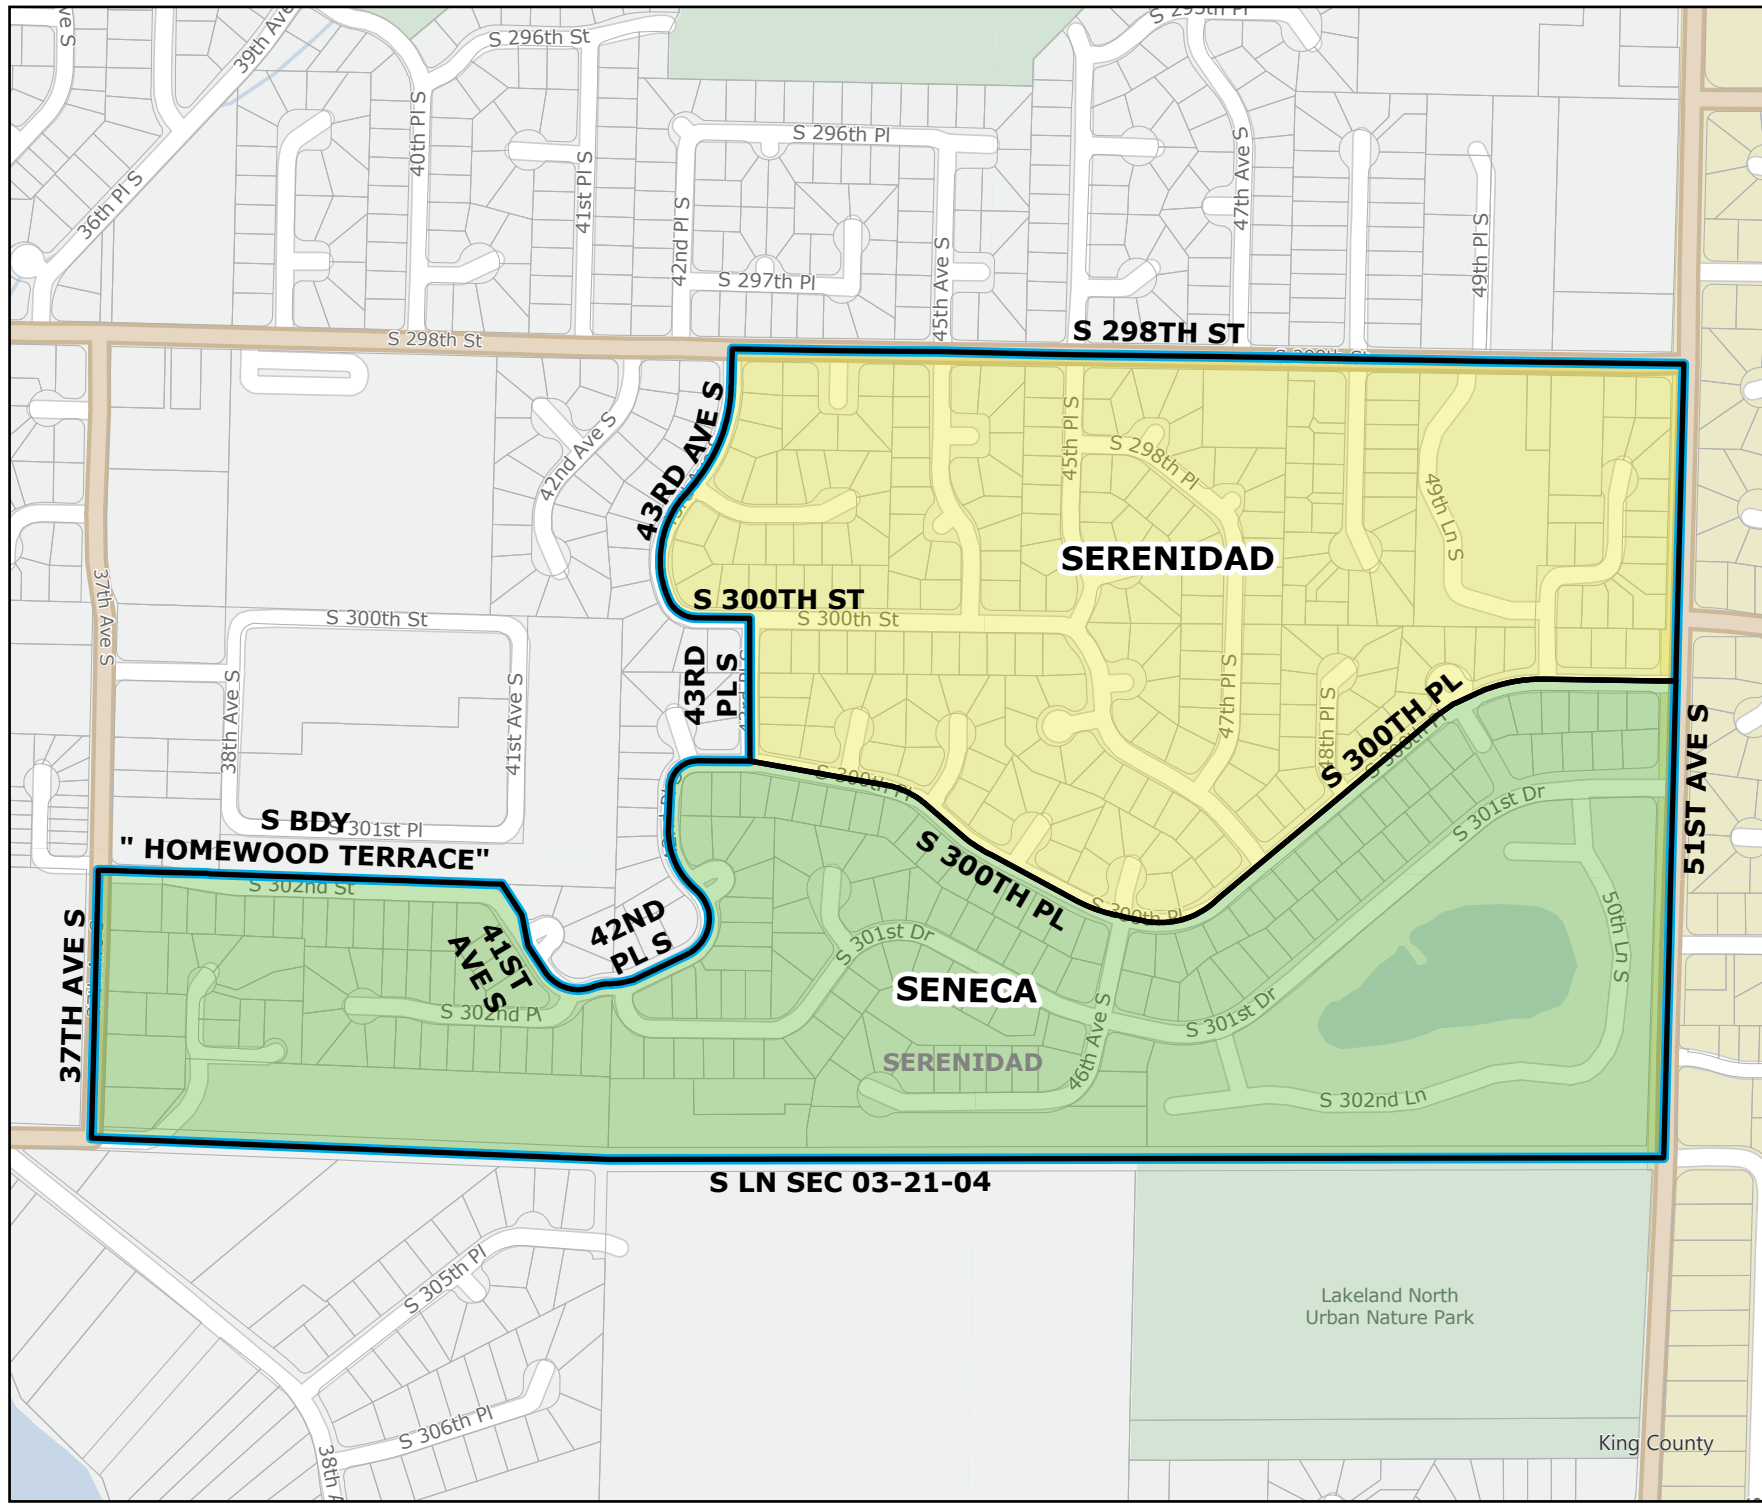 39th Ave
S 296th St
40th Pl S
41st Pl S
36th Pl S
S 296th Pl
42nd Pl S
S 297th Pl
45th Ave S
47th Ave S
49th Pl S
S 298th St
S 298TH ST
43RD AVE S
42nd Ave S
45th Pl S
S 298th Pl
49th Ln S
SERENIDAD
S 300TH ST
S 300th St
37th Ave S
S 300th St
38th Ave S
41st Ave S
43RD
PL S
47th Pl S
48th Pl S
S 300TH PL
51ST AVE S
S BDY
" HOMEWOOD TERRACE"
S 301st Pl
S 300th Pl
S 300TH PL
S 300th Pl
S 301st Dr
S 302nd St
37TH AVE S
41ST
AVE S
42ND
PL S
S 302nd Pl
S 301st Dr
SENECA
SERENIDAD
46th Ave S
S 301st Dr
50th Ln S
S 302nd Ln
S LN SEC 03-21-04
S 305th Pl
S 306th Pl
38th A
Lakeland North
Urban Nature Park
King County